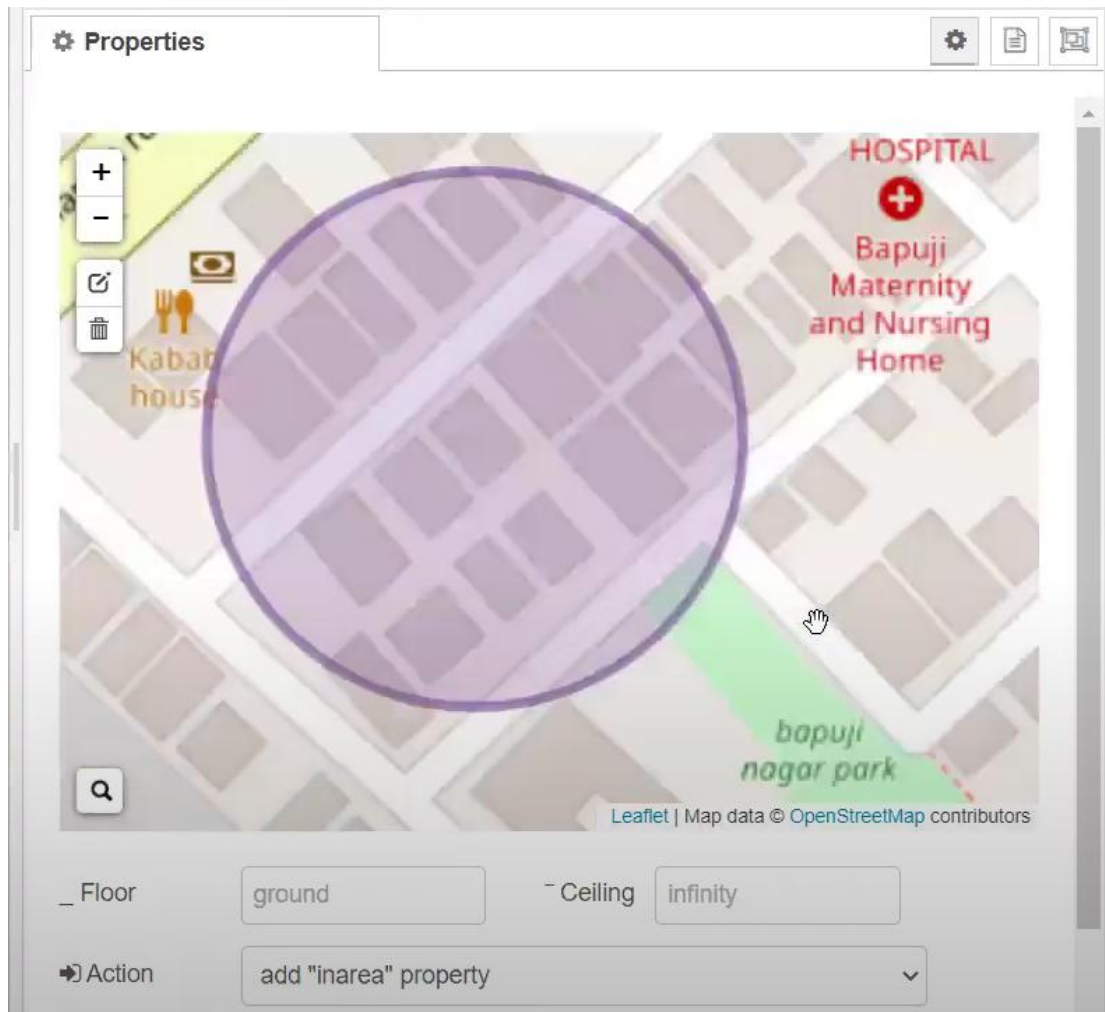 Properties
+
−
HOSPITAL
Bapuji
Maternity
and Nursing
Home
Kabab
house
bapuji
nagar park
Leaflet | Map data © OpenStreetMap contributors
_ Floor
ground
¯ Ceiling
infinity
Action
add "inarea" property